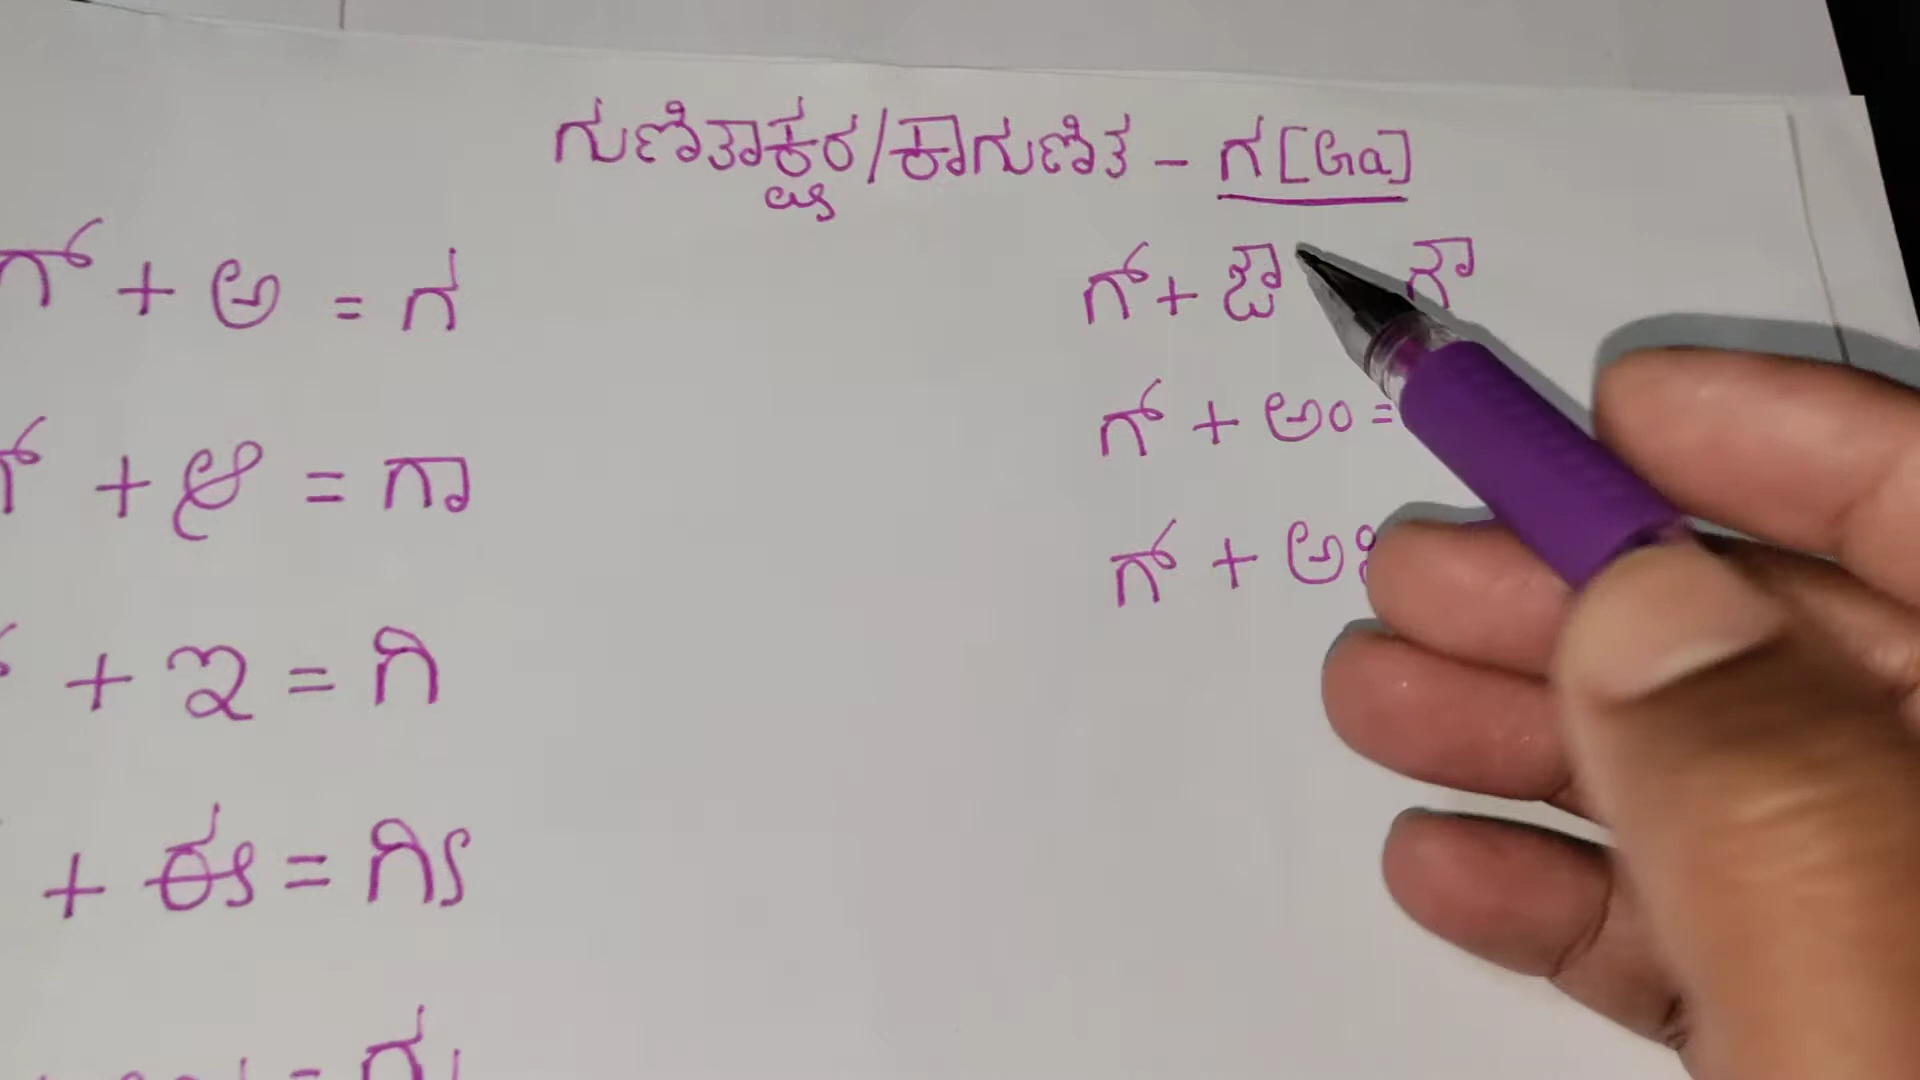 ಗುಣಿತಾಕ್ಷರ/ಕಾಗುಣಿತ - ಗ [Ga]
ಗ್ + ಅ = ಗ
ಗ್ + ಆ = ಗಾ
+ ಇ = ಗಿ
+ ಈ = ಗೀ
= ಗು
ಗ್ + ಔ ಗೌ
ಗ್ + ಅಂ =
ಗ್ + ಅಃ